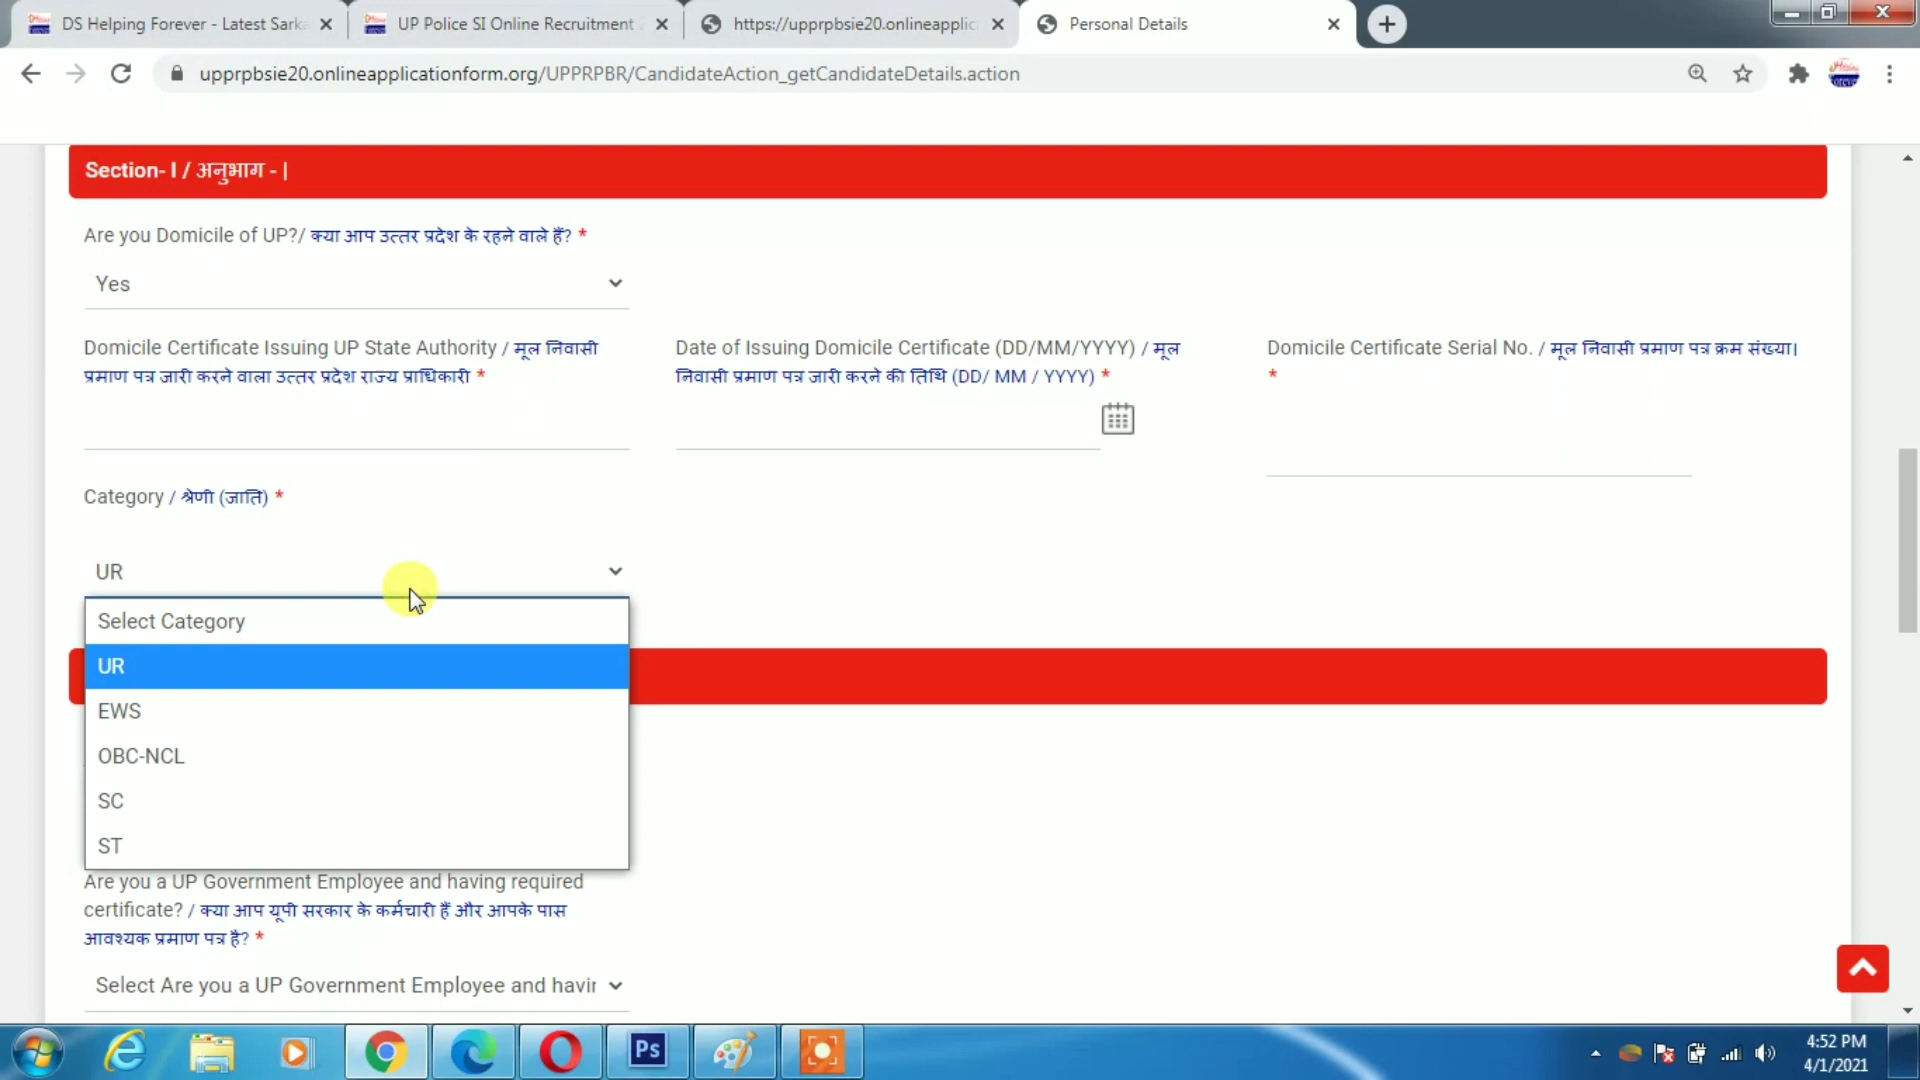 DS Helping Forever - Latest Sarka
UP Police SI Online Recruitment
https://upprpbsie20.onlineapplic
Personal Details
upprpbsie20.onlineapplicationform.org/UPPRPBR/CandidateAction_getCandidateDetails.action
Section- I / अनुभाग - |
Are you Domicile of UP?/ क्या आप उत्तर प्रदेश के रहने वाले हैं? *
Yes
Domicile Certificate Issuing UP State Authority / मूल निवासी
प्रमाण पत्र जारी करने वाला उत्तर प्रदेश राज्य प्राधिकारी *
Date of Issuing Domicile Certificate (DD/MM/YYYY) / मूल
निवासी प्रमाण पत्र जारी करने की तिथि (DD/ MM / YYYY) *
Domicile Certificate Serial No. / मूल निवासी प्रमाण पत्र क्रम संख्या|
*
Category / श्रेणी (जाति) *
UR
Select Category
UR
EWS
OBC-NCL
SC
ST
Are you a UP Government Employee and having required
certificate? / क्या आप यूपी सरकार के कर्मचारी हैं और आपके पास
आवश्यक प्रमाण पत्र है? *
Select Are you a UP Government Employee and havin
Ps
4:52 PM
4/1/2021